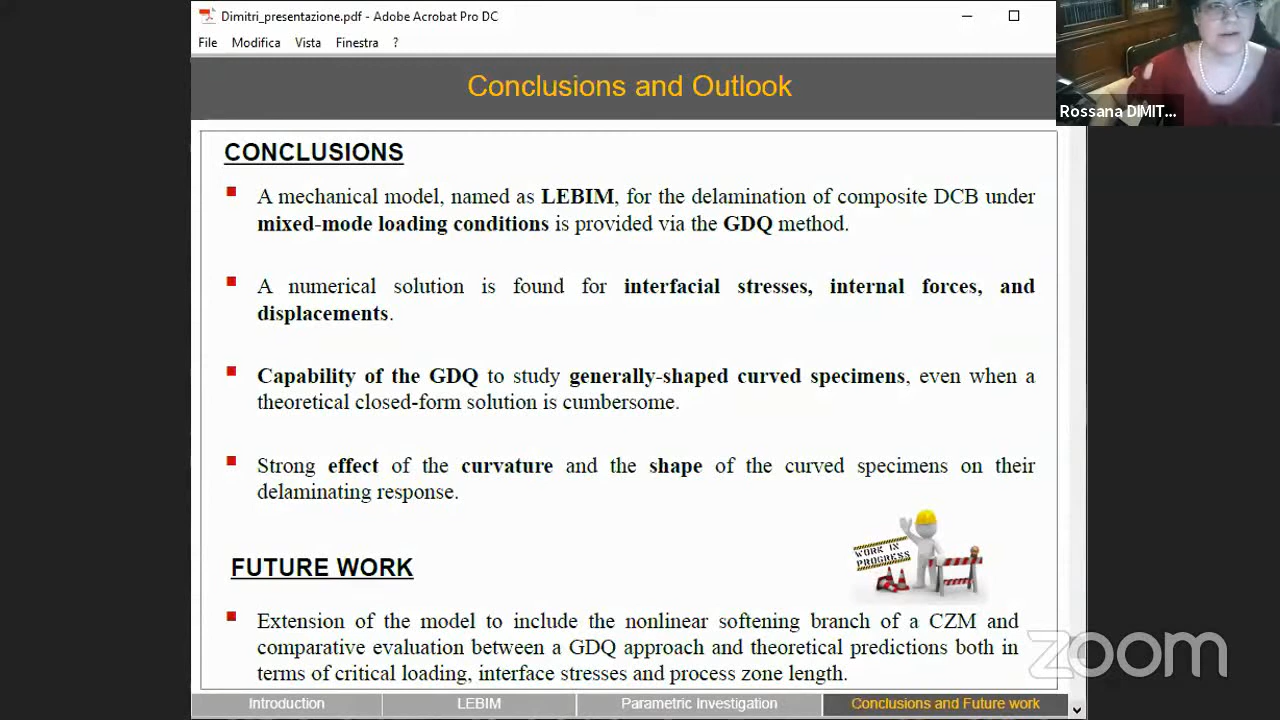 Dimitri_presentazione.pdf - Adobe Acrobat Pro DC
File Modifica Vista Finestra ?
Conclusions and Outlook
Rossana DIMIT...
CONCLUSIONS
A mechanical model, named as LEBIM, for the delamination of composite DCB under
mixed-mode loading conditions is provided via the GDQ method.
A numerical solution is found for interfacial stresses, internal forces, and
displacements.
Capability of the GDQ to study generally-shaped curved specimens, even when a
theoretical closed-form solution is cumbersome.
Strong effect of the curvature and the shape of the curved specimens on their
delaminating response.
WORK IN
PROGRESS
FUTURE WORK
Extension of the model to include the nonlinear softening branch of a CZM and
comparative evaluation between a GDQ approach and theoretical predictions both in
terms of critical loading, interface stresses and process zone length.
zoom
Introduction LEBIM Parametric Investigation Conclusions and Future work